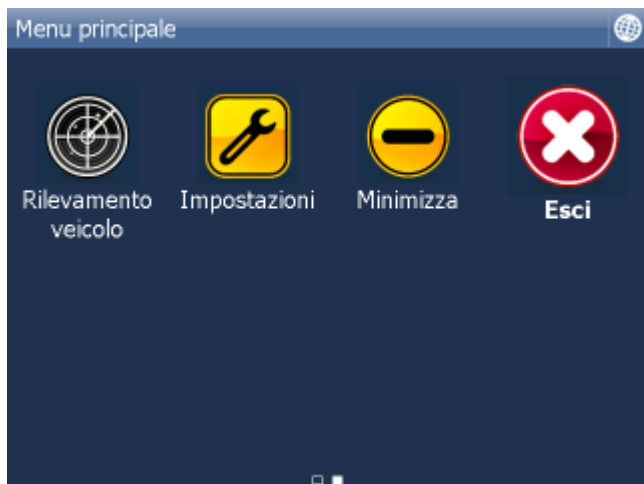 Menu principale
Rilevamento
veicolo
Impostazioni
Minimizza
Esci